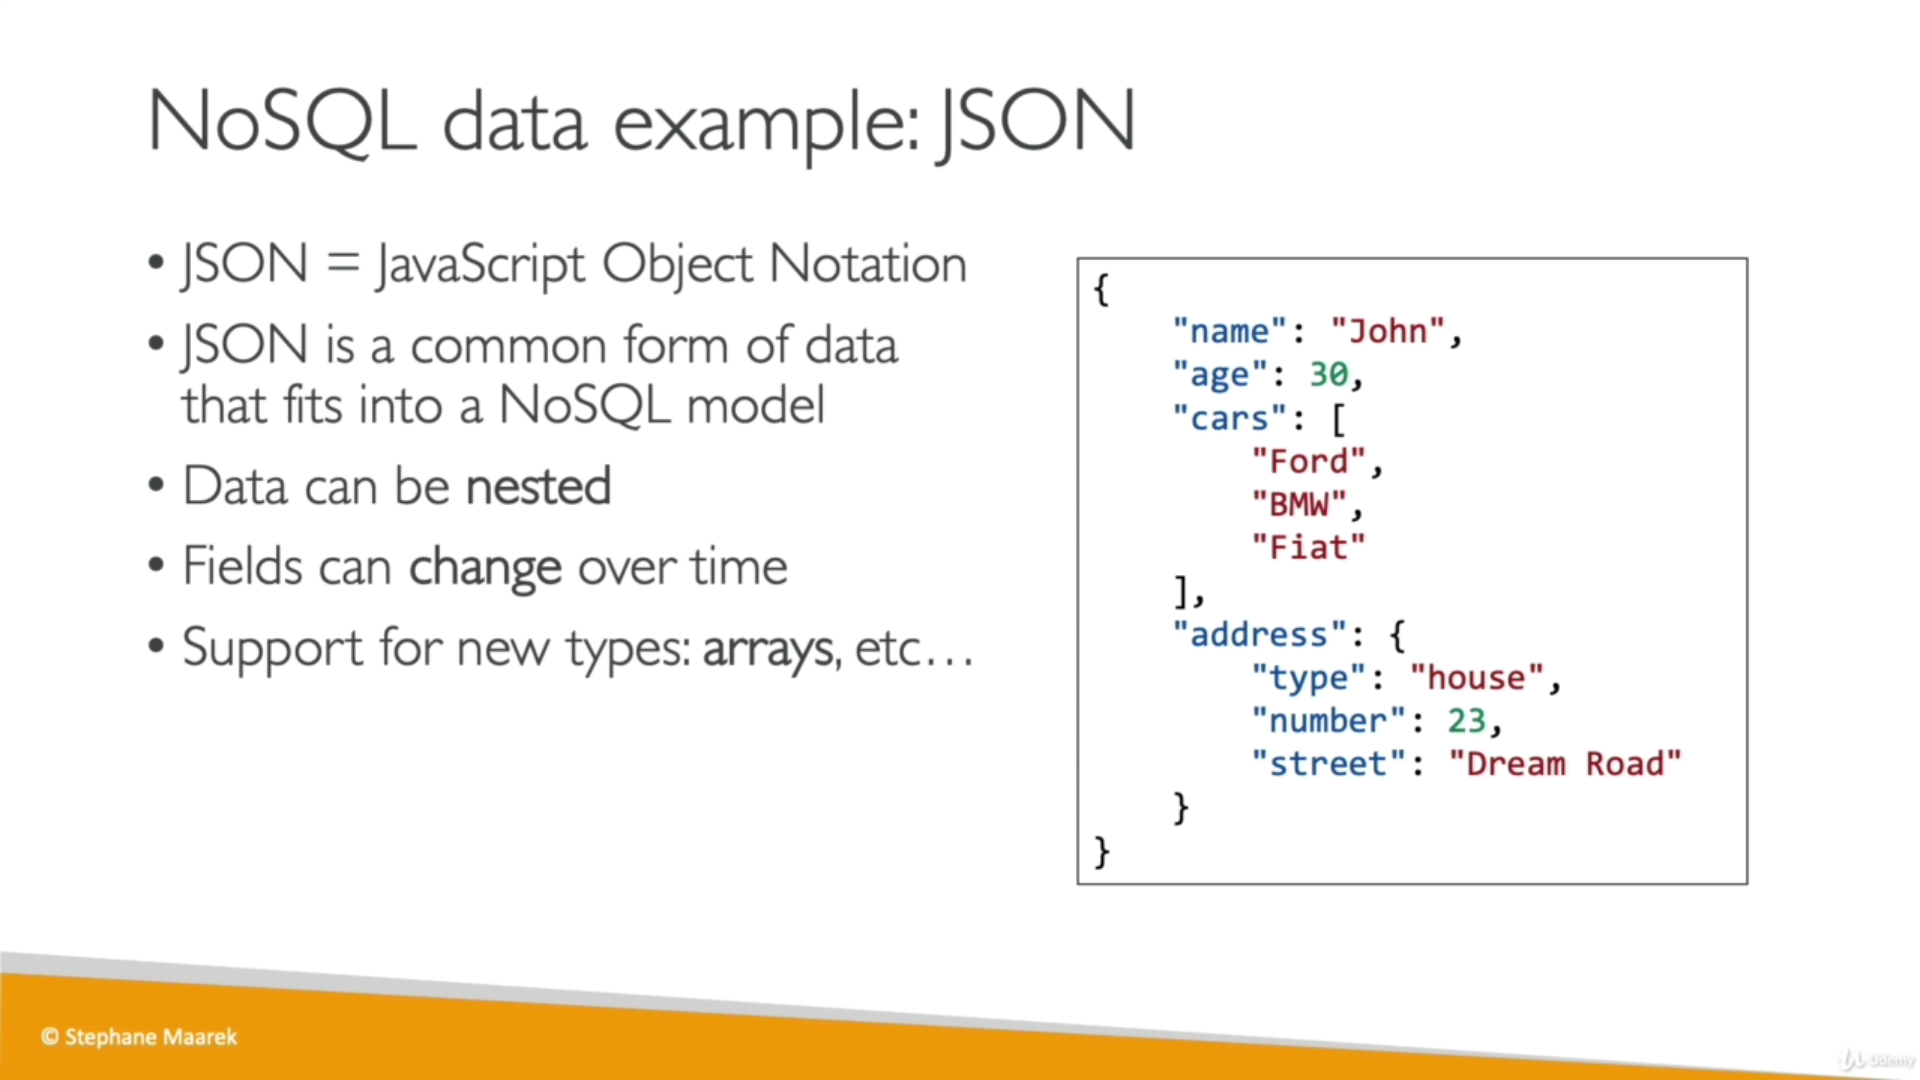 NoSQL data example: JSON
• JSON = JavaScript Object Notation
• JSON is a common form of data
that fits into a NoSQL model
• Data can be nested
• Fields can change over time
• Support for new types: arrays, etc…
{
    "name": "John",
    "age": 30,
    "cars": [
        "Ford",
        "BMW",
        "Fiat"
    ],
    "address": {
        "type": "house",
        "number": 23,
        "street": "Dream Road"
    }
}
© Stephane Maarek
Udemy